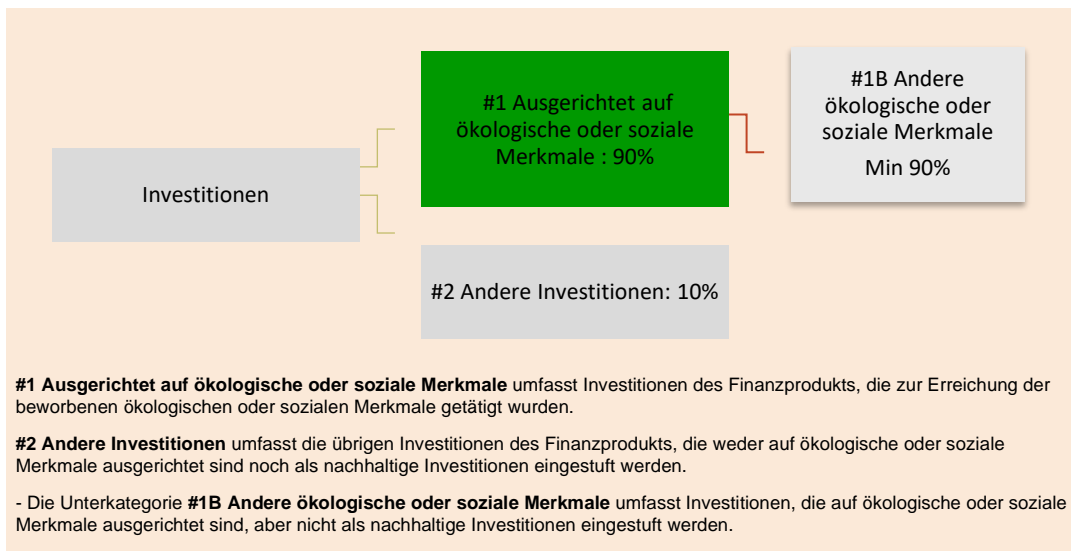 #1 Ausgerichtet auf
ökologische oder soziale
Merkmale : 90%
#1B Andere
ökologische oder
soziale Merkmale
Min 90%
Investitionen
#2 Andere Investitionen: 10%
#1 Ausgerichtet auf ökologische oder soziale Merkmale umfasst Investitionen des Finanzprodukts, die zur Erreichung der
beworbenen ökologischen oder sozialen Merkmale getätigt wurden.
#2 Andere Investitionen umfasst die übrigen Investitionen des Finanzprodukts, die weder auf ökologische oder soziale
Merkmale ausgerichtet sind noch als nachhaltige Investitionen eingestuft werden.
- Die Unterkategorie #1B Andere ökologische oder soziale Merkmale umfasst Investitionen, die auf ökologische oder soziale
Merkmale ausgerichtet sind, aber nicht als nachhaltige Investitionen eingestuft werden.